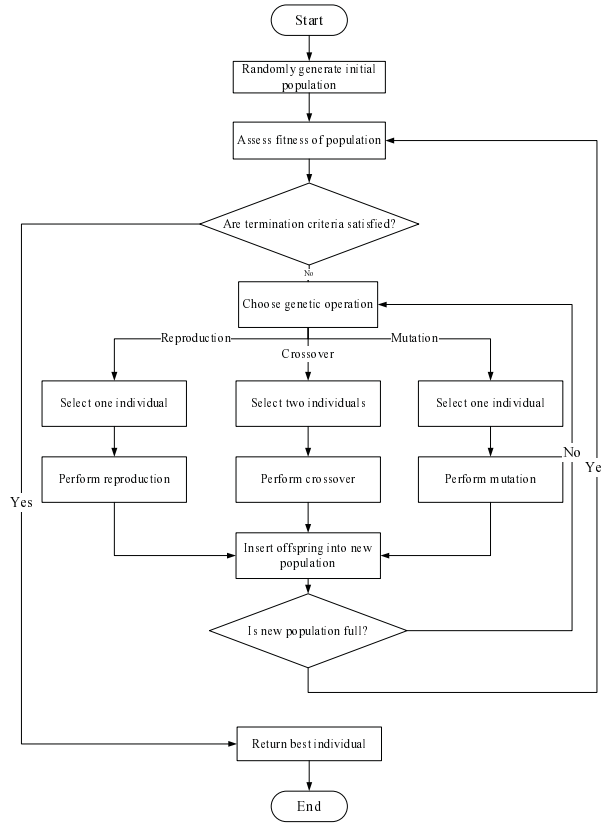 Start
Randomly generate initial
population
Assess fitness of population
Are termination criteria satisfied?
No
Choose genetic operation
Reproduction
Crossover
Mutation
Select one individual
Select two individuals
Select one individual
No
Ye
Perform reproduction
Perform crossover
Perform mutation
Yes
Insert offspring into new
population
Is new population full?
Return best individual
End